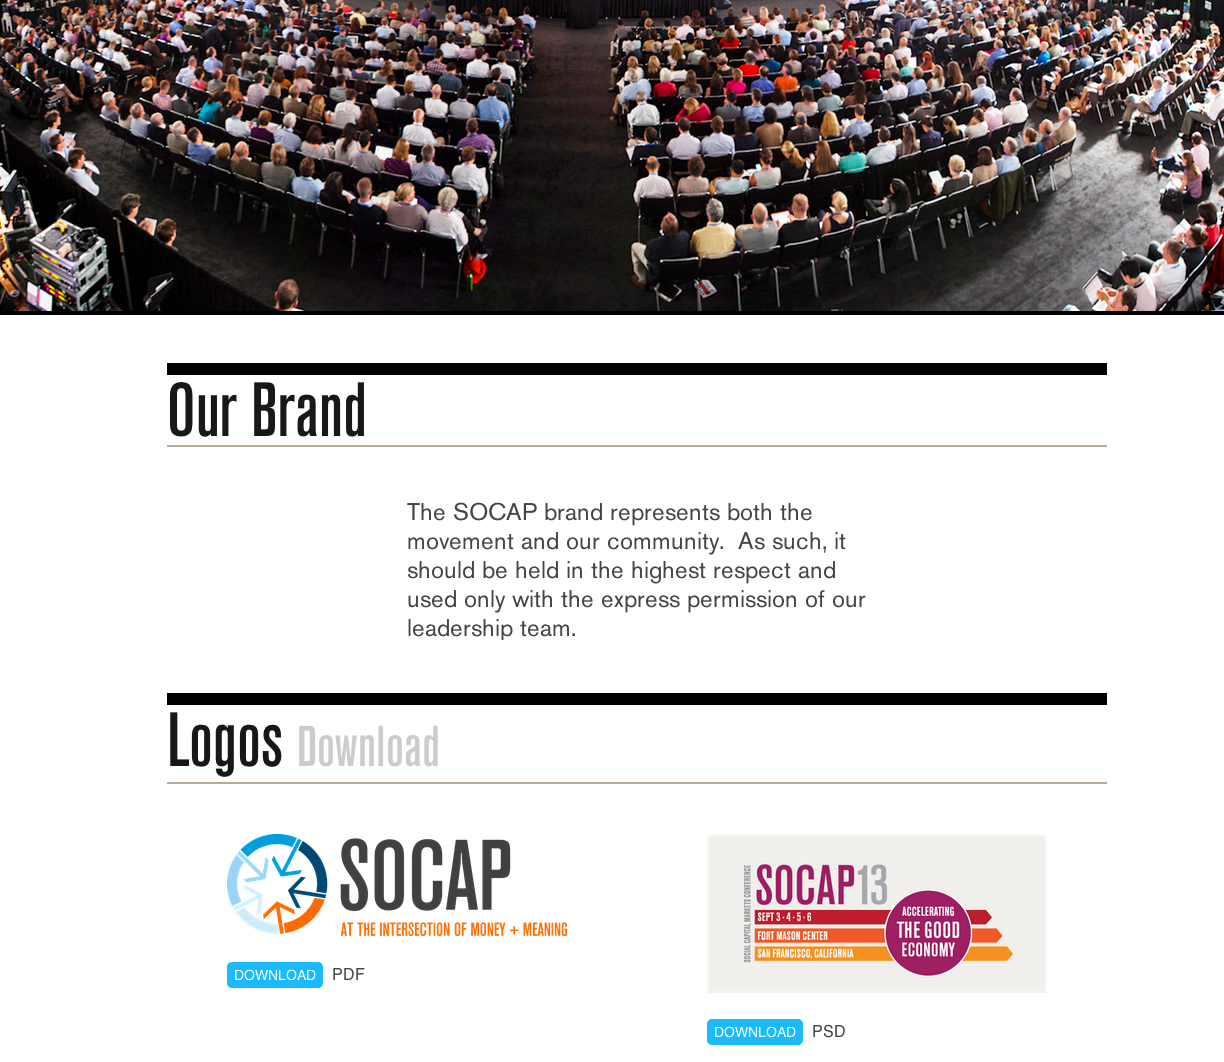 Our Brand
The SOCAP brand represents both the
movement and our community.  As such, it
should be held in the highest respect and
used only with the express permission of our
leadership team.
Logos Download
SOCAP
AT THE INTERSECTION OF MONEY + MEANING
DOWNLOAD PDF
SOCIAL CAPITAL MARKETS CONFERENCE
SOCAP13
SEPT 3 · 4 · 5 · 6
FORT MASON CENTER
SAN FRANCISCO, CALIFORNIA
ACCELERATING
THE GOOD
ECONOMY
DOWNLOAD PSD